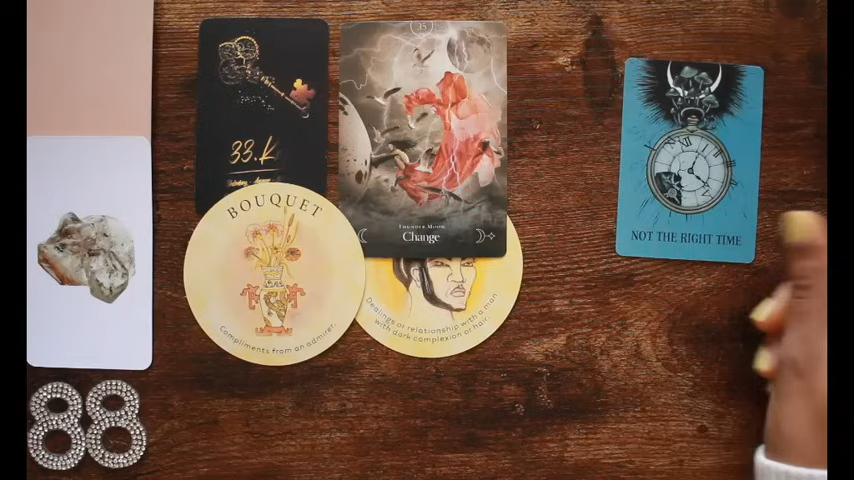 33. K
35
THUNDER MOON
Change
NOT THE RIGHT TIME
BOUQUET
Compliments from an admirer.
Dealings or relationship with a man
with dark complexion or hair.
88